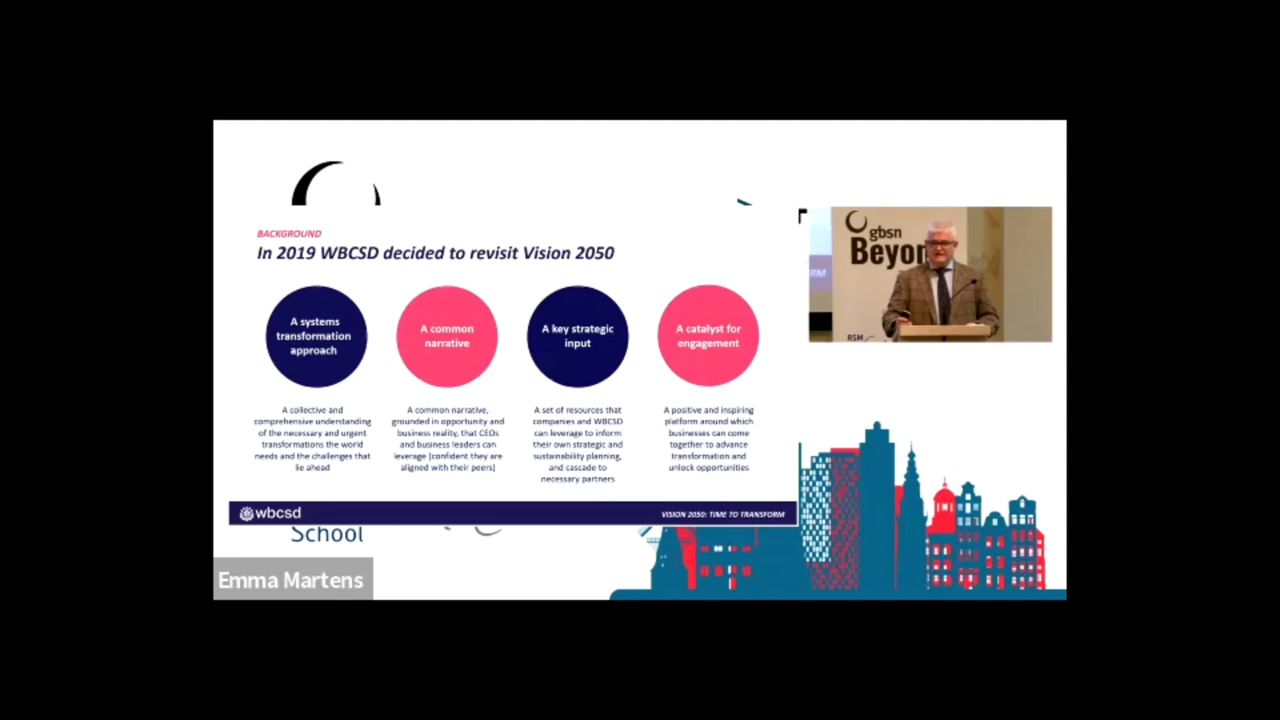 BACKGROUND
In 2019 WBCSD decided to revisit Vision 2050
A systems
transformation
approach
A common
narrative
A key strategic
input
A catalyst for
engagement
A collective and
comprehensive understanding
of the necessary and urgent
transformations the world
needs and the challenges that
lie ahead
A common narrative,
grounded in opportunity and
business reality, that CEOs
and business leaders can
leverage [confident they are
aligned with their peers]
A set of resources that
companies and WBCSD
can leverage to inform
their own strategic and
sustainability planning,
and cascade to
necessary partners
A positive and inspiring
platform around which
businesses can come
together to advance
transformation and
unlock opportunities
wbcsd
VISION 2050: TIME TO TRANSFORM
gbsn
Beyon
RM
RSM
School
Emma Martens